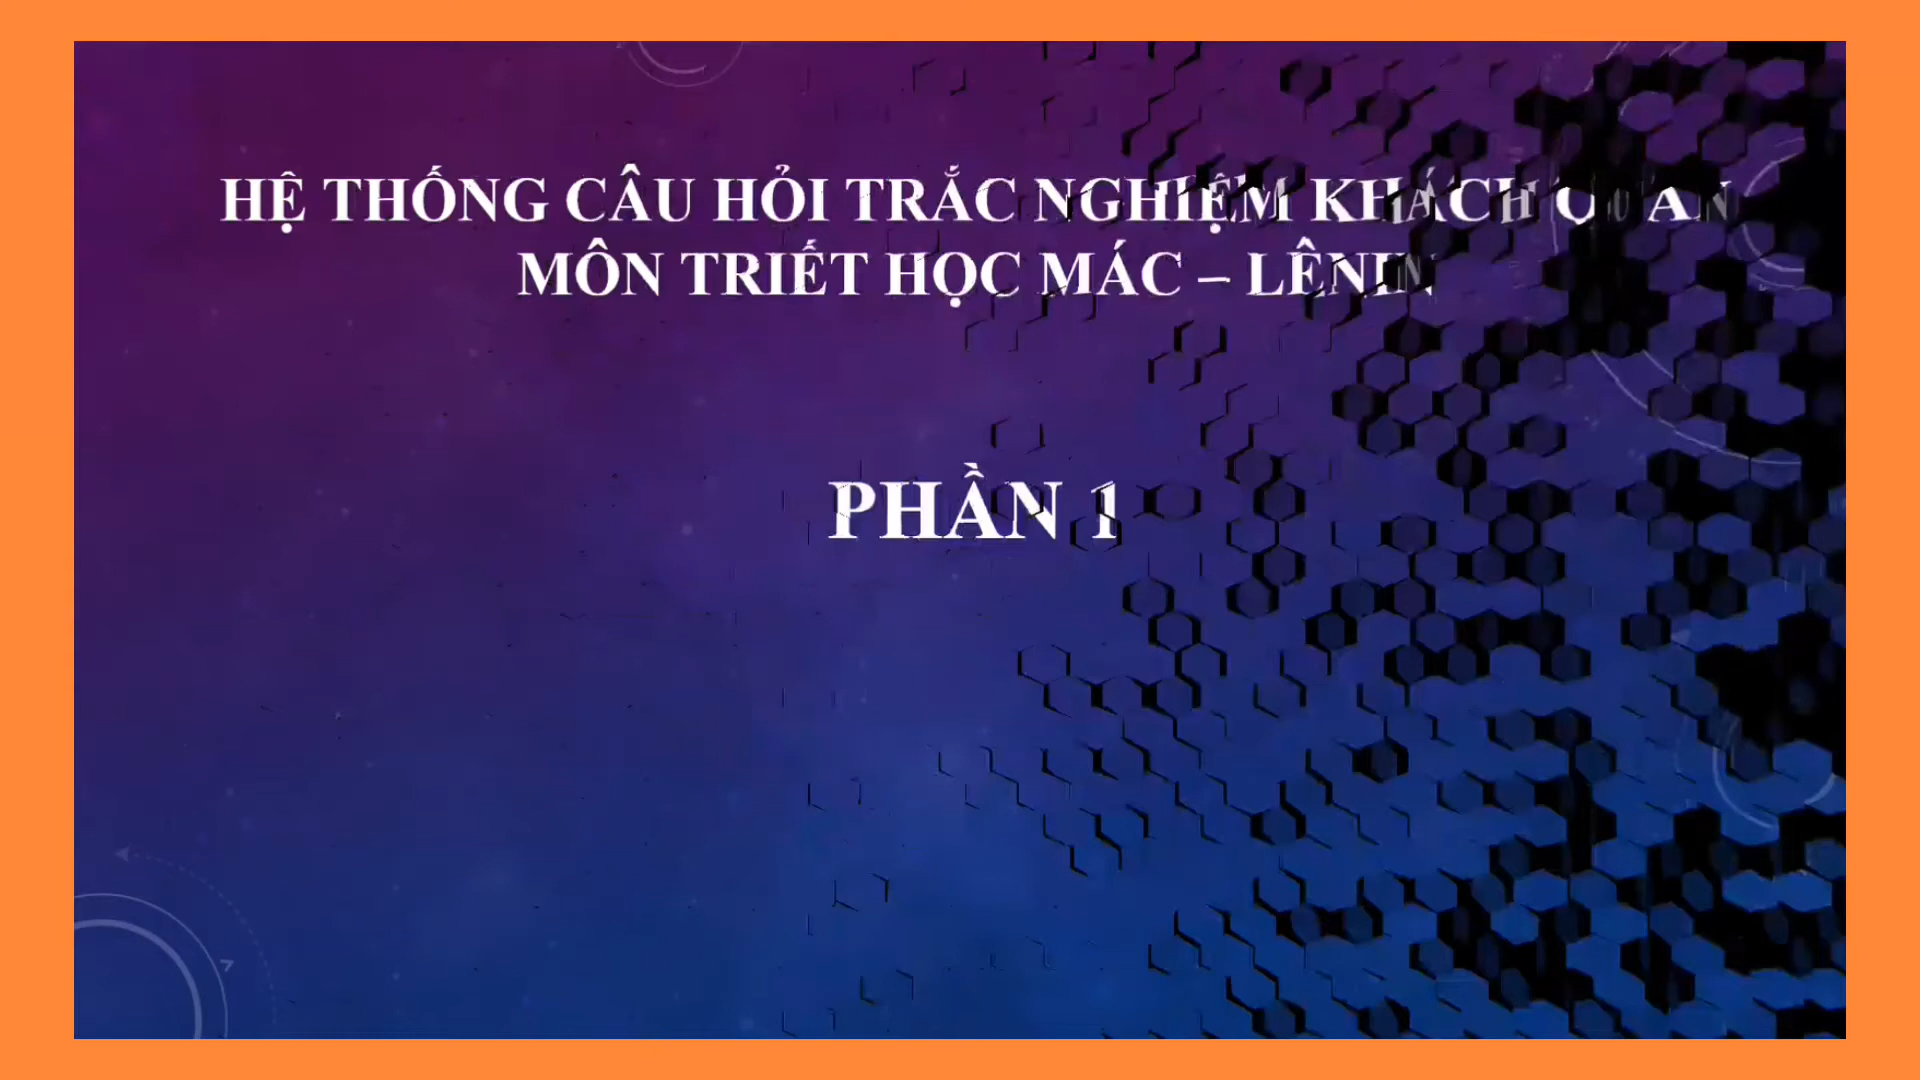 HỆ THỐNG CÂU HỎI TRẮC NGHIỆM KHÁCH QUAN
MÔN TRIẾT HỌC MÁC – LÊNIN
PHẦN 1